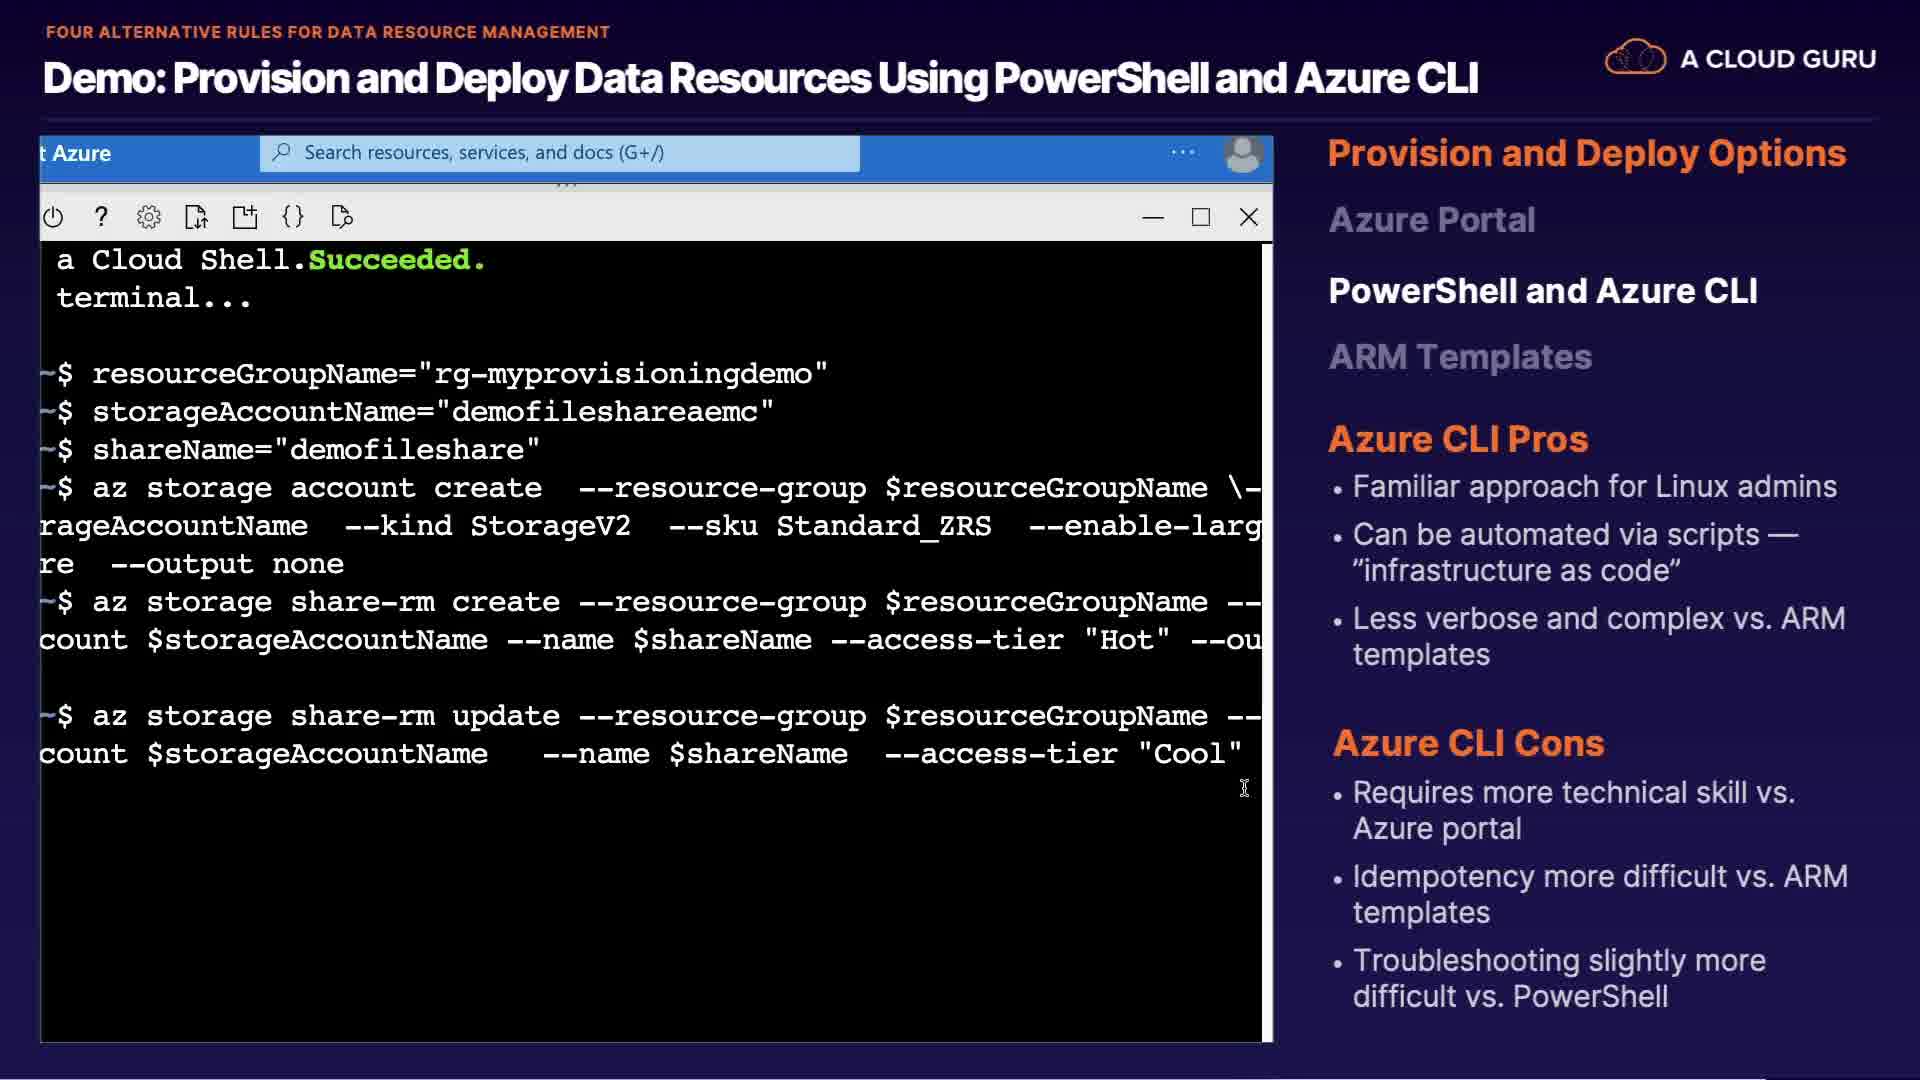 FOUR ALTERNATIVE RULES FOR DATA RESOURCE MANAGEMENT
Demo: Provision and Deploy Data Resources Using PowerShell and Azure CLI
A CLOUD GURU
t Azure
Search resources, services, and docs (G+/)
a Cloud Shell.Succeeded.
terminal...
~$ resourceGroupName="rg-myprovisioningdemo"
~$ storageAccountName="demofileshareaemc"
~$ shareName="demofileshare"
~$ az storage account create  --resource-group $resourceGroupName \-
rageAccountName  --kind StorageV2  --sku Standard_ZRS  --enable-larg
re  --output none
~$ az storage share-rm create --resource-group $resourceGroupName --
count $storageAccountName --name $shareName --access-tier "Hot" --ou
~$ az storage share-rm update --resource-group $resourceGroupName --
count $storageAccountName   --name $shareName  --access-tier "Cool"
Provision and Deploy Options
Azure Portal
PowerShell and Azure CLI
ARM Templates
Azure CLI Pros
• Familiar approach for Linux admins
• Can be automated via scripts —
"infrastructure as code"
• Less verbose and complex vs. ARM
templates
Azure CLI Cons
• Requires more technical skill vs.
Azure portal
• Idempotency more difficult vs. ARM
templates
• Troubleshooting slightly more
difficult vs. PowerShell